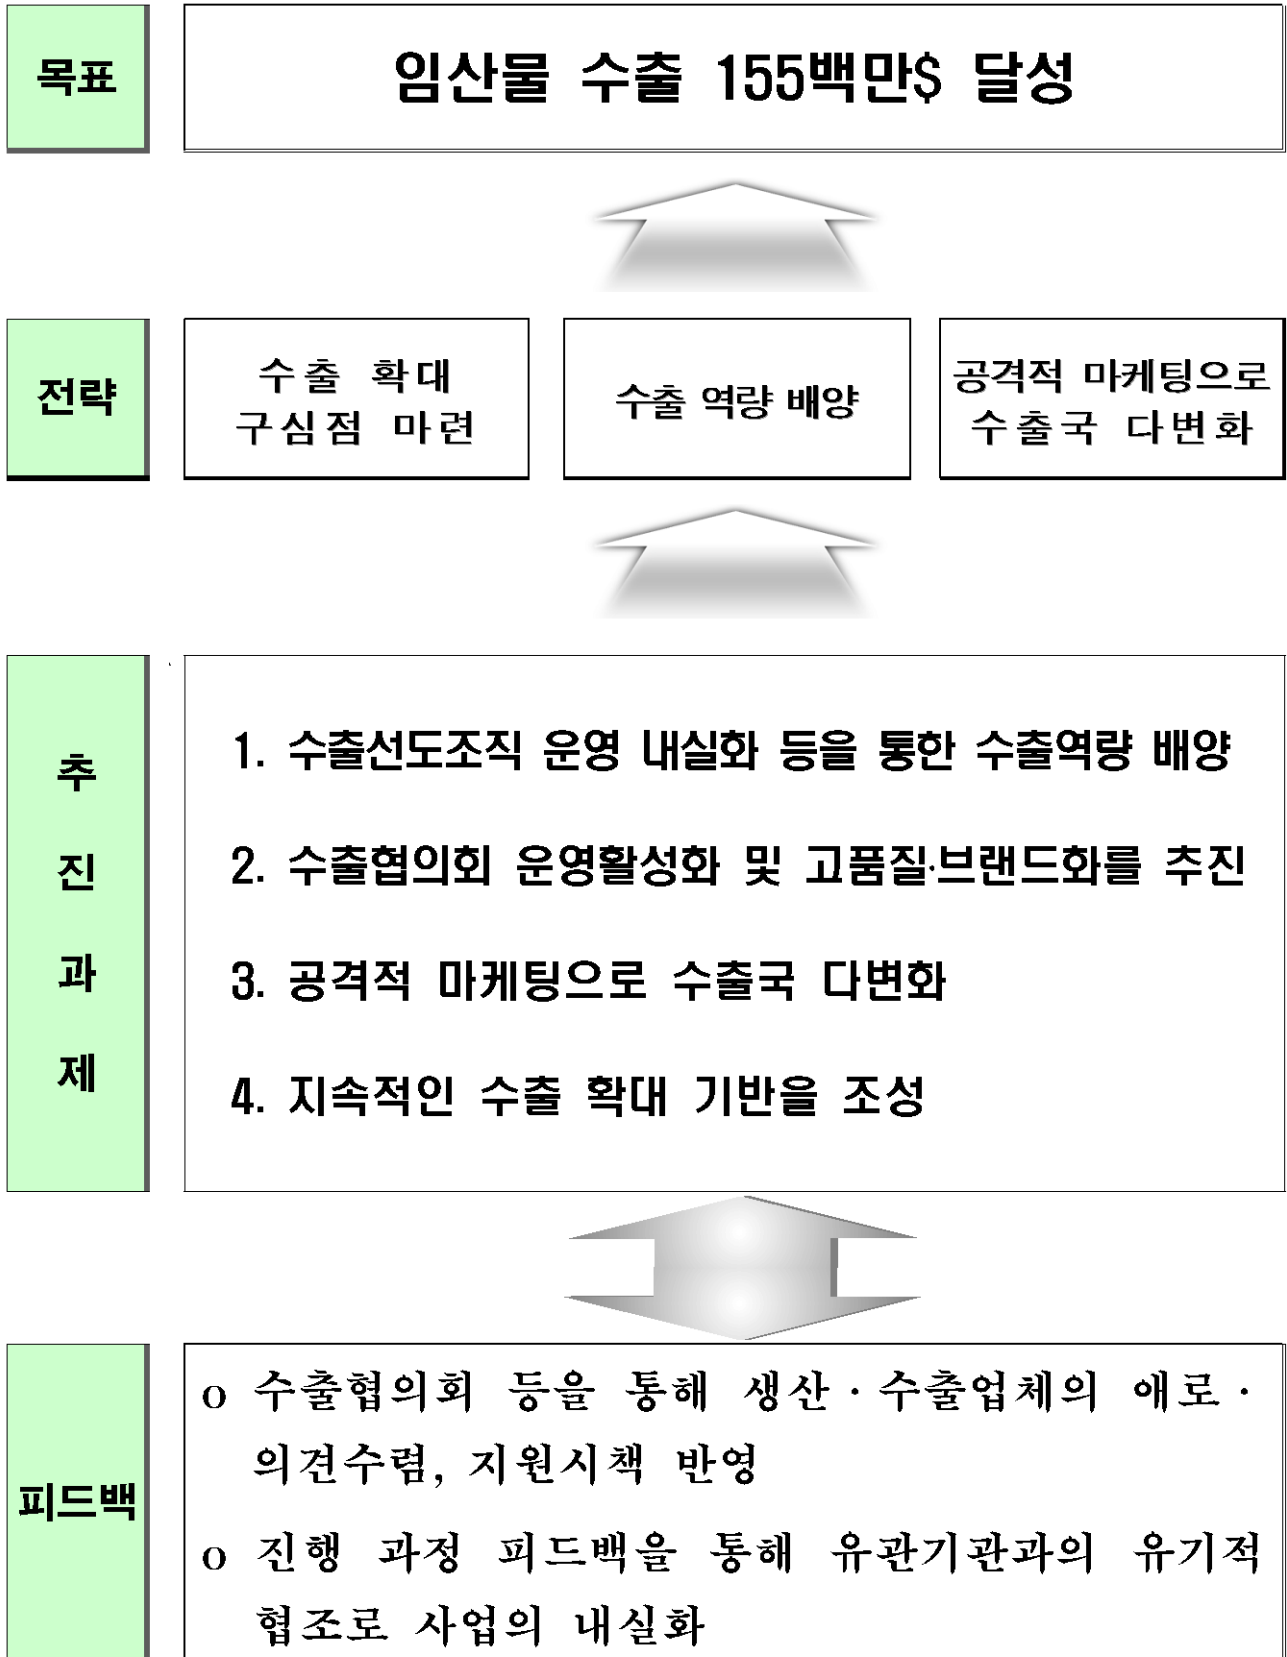 목표
임산물 수출 155백만$ 달성
전략
수출 확대
구심점 마련
수출 역량 배양
공격적 마케팅으로
수출국 다변화
추
진
과
제
1. 수출선도조직 운영 내실화 등을 통한 수출역량 배양
2. 수출협의회 운영활성화 및 고품질·브랜드화를 추진
3. 공격적 마케팅으로 수출국 다변화
4. 지속적인 수출 확대 기반을 조성
피드백
o 수출협의회 등을 통해 생산·수출업체의 애로·
의견수렴, 지원시책 반영
o 진행 과정 피드백을 통해 유관기관과의 유기적
협조로 사업의 내실화